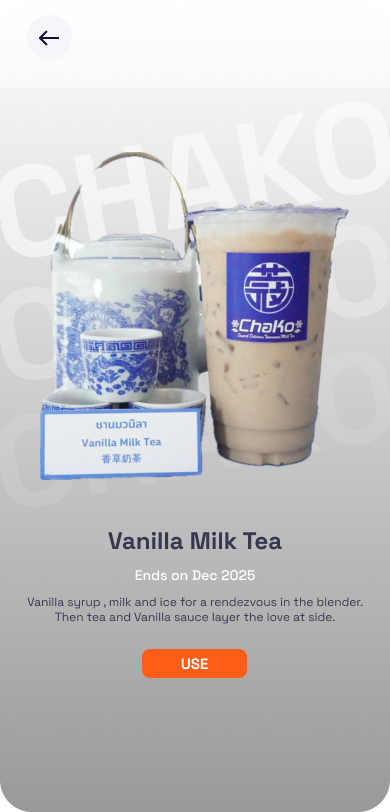 CHAKO
蔻
ChaKo
ชานมวนิลา
Vanilla Milk Tea
香草奶茶
Vanilla Milk Tea
Ends on Dec 2025
Vanilla syrup , milk and ice for a rendezvous in the blender.
Then tea and Vanilla sauce layer the love at side.
USE